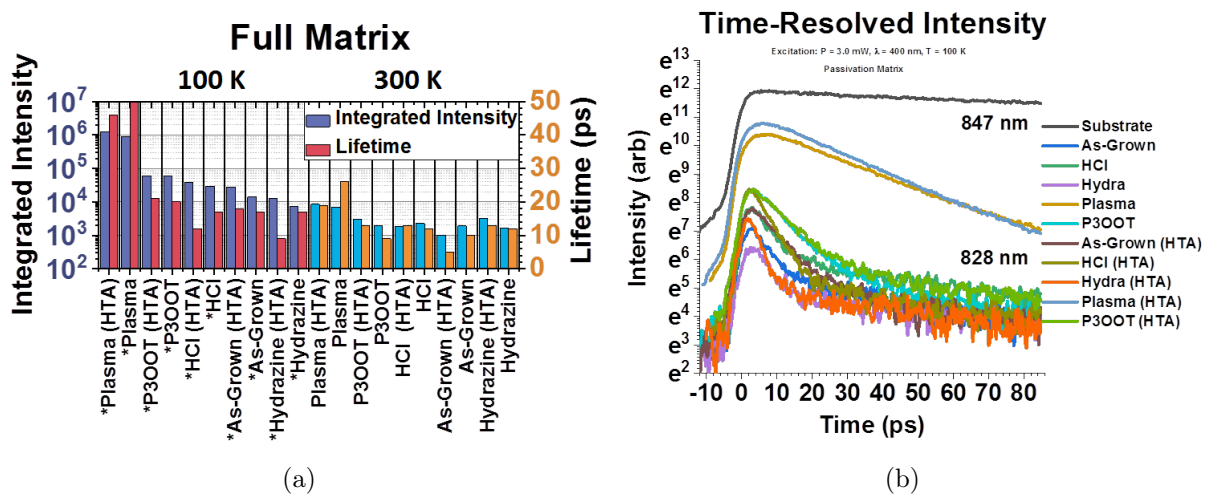 Full Matrix
100 K 300 K
Integrated Intensity
10^7
10^6
10^5
10^4
10^3
10^2
Integrated Intensity
Lifetime
50
40
30
20
10
0
Lifetime (ps)
*Plasma (HTA)
*Plasma
*P3OOT (HTA)
*P3OOT
*HCl (HTA)
*HCl
*As-Grown (HTA)
*As-Grown
*Hydrazine (HTA)
*Hydrazine
Plasma (HTA)
Plasma
P3OOT (HTA)
P3OOT
HCl (HTA)
HCl
As-Grown (HTA)
As-Grown
Hydrazine (HTA)
Hydrazine
(a)
Time-Resolved Intensity
Excitation: P = 3.0 mW, λ = 400 nm, T = 100 K
Passivation Matrix
Intensity (arb)
e^13
e^12
e^11
e^10
e^9
e^8
e^7
e^6
e^5
e^4
e^3
e^2
847 nm
828 nm
Substrate
As-Grown
HCl
Hydra
Plasma
P3OOT
As-Grown (HTA)
HCl (HTA)
Hydra (HTA)
Plasma (HTA)
P3OOT (HTA)
-10 0 10 20 30 40 50 60 70 80
Time (ps)
(b)